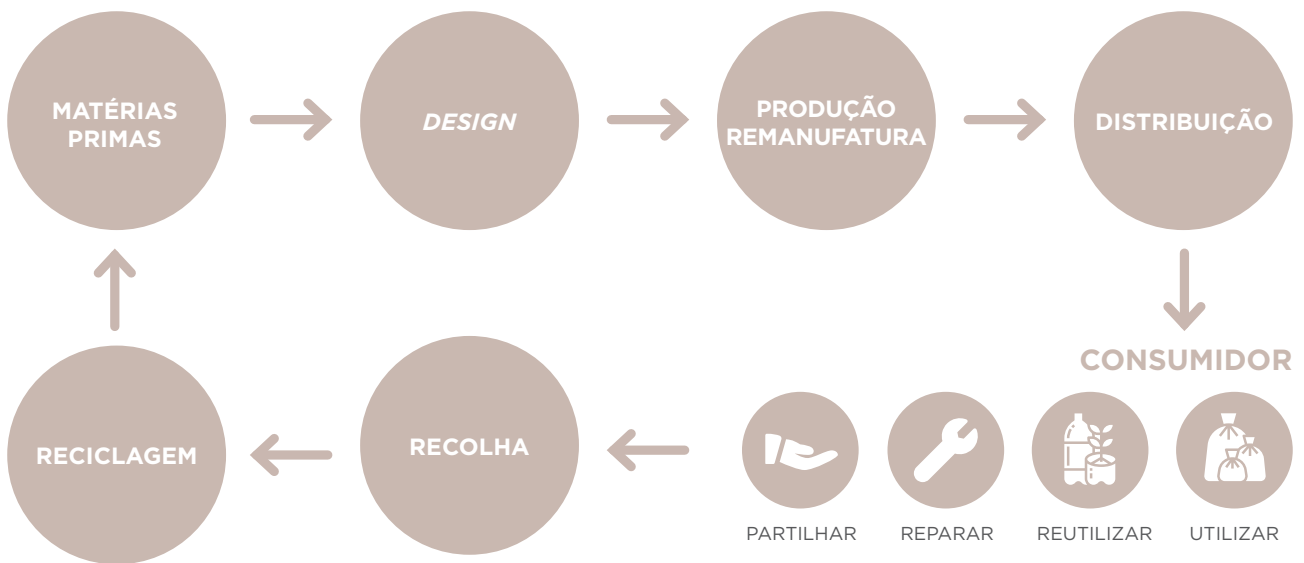 MATÉRIAS
PRIMAS
DESIGN
PRODUÇÃO
REMANUFATURA
DISTRIBUIÇÃO
CONSUMIDOR
RECICLAGEM
RECOLHA
PARTILHAR
REPARAR
REUTILIZAR
UTILIZAR